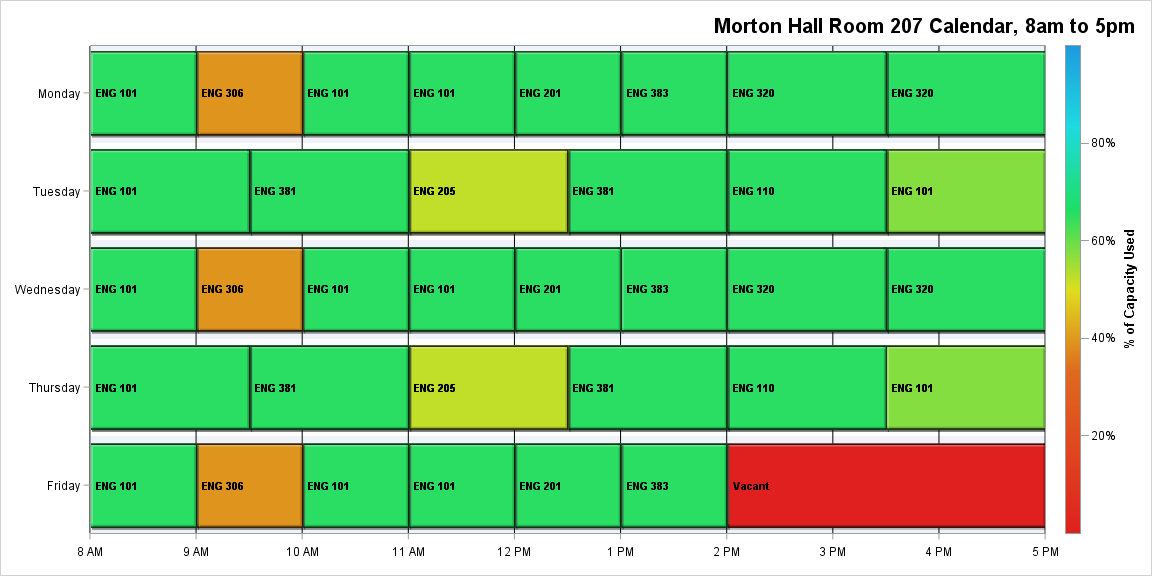 Morton Hall Room 207 Calendar, 8am to 5pm
Monday
ENG 101
ENG 306
ENG 101
ENG 101
ENG 201
ENG 383
ENG 320
ENG 320
Tuesday
ENG 101
ENG 381
ENG 205
ENG 381
ENG 110
ENG 101
Wednesday
ENG 101
ENG 306
ENG 101
ENG 101
ENG 201
ENG 383
ENG 320
ENG 320
Thursday
ENG 101
ENG 381
ENG 205
ENG 381
ENG 110
ENG 101
Friday
ENG 101
ENG 306
ENG 101
ENG 101
ENG 201
ENG 383
Vacant
8 AM
9 AM
10 AM
11 AM
12 PM
1 PM
2 PM
3 PM
4 PM
5 PM
80%
60%
40%
20%
% of Capacity Used